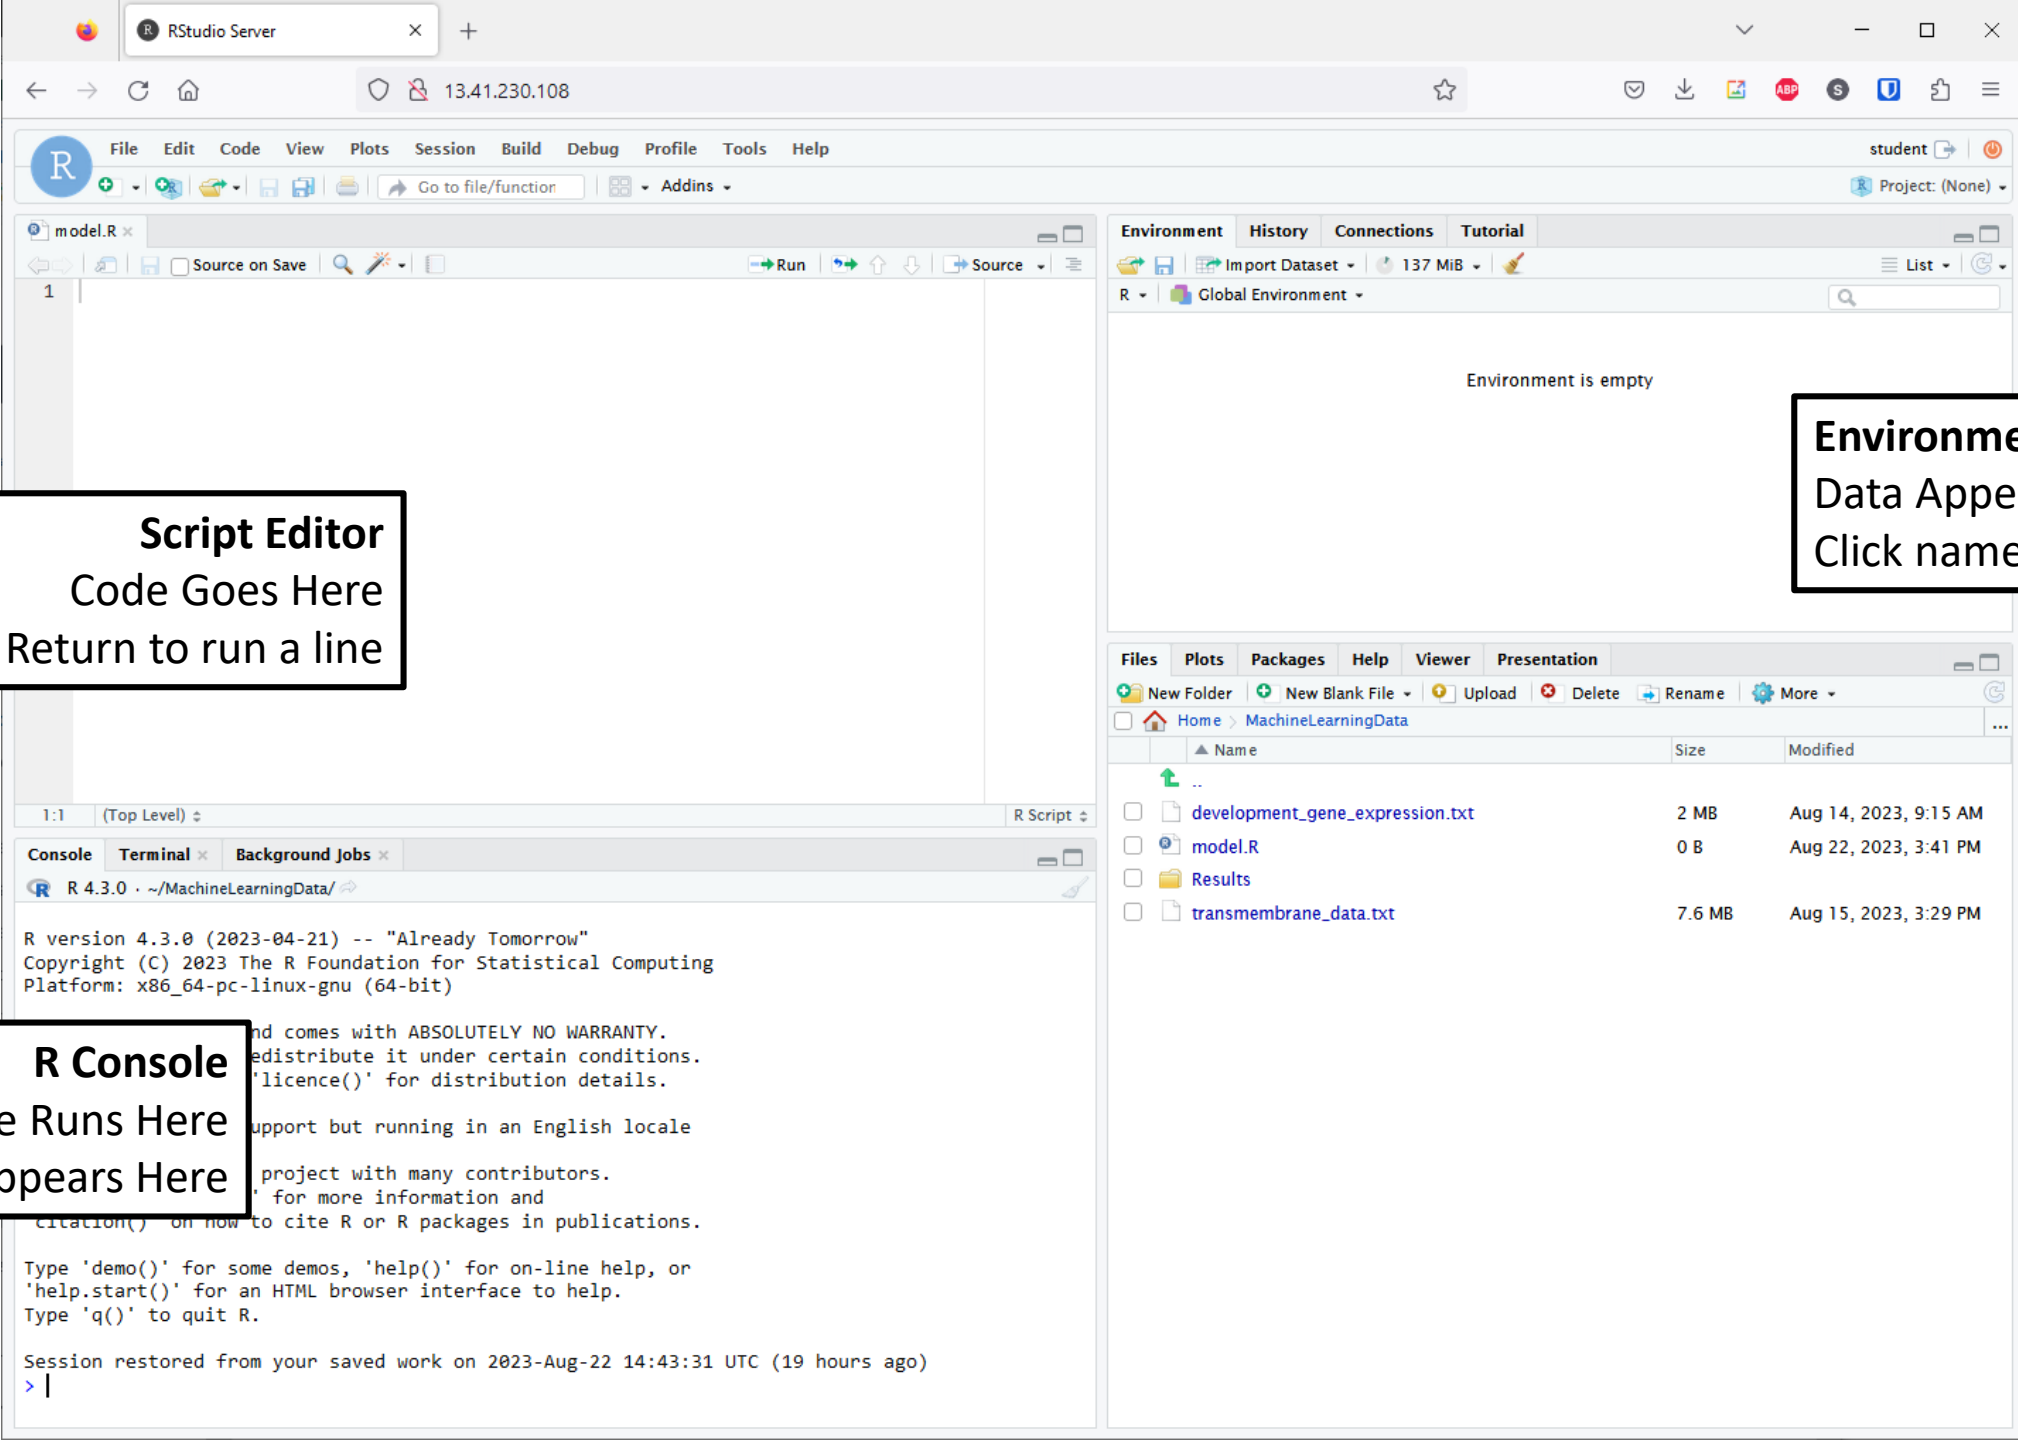 RStudio Server
13.41.230.108
File Edit Code View Plots Session Build Debug Profile Tools Help
student
Go to file/function
Addins
Project: (None)
model.R
Source on Save
Run
Source
1
Script Editor
Code Goes Here
Return to run a line
1:1 (Top Level)
R Script
Environment History Connections Tutorial
Import Dataset
137 MiB
List
R
Global Environment
Environment is empty
Environme
Data Appe
Click name
Console Terminal Background Jobs
R 4.3.0 · ~/MachineLearningData/
R version 4.3.0 (2023-04-21) -- "Already Tomorrow"
Copyright (C) 2023 The R Foundation for Statistical Computing
Platform: x86_64-pc-linux-gnu (64-bit)
nd comes with ABSOLUTELY NO WARRANTY.
edistribute it under certain conditions.
'licence()' for distribution details.
upport but running in an English locale
project with many contributors.
' for more information and
'citation()' on how to cite R or R packages in publications.
Type 'demo()' for some demos, 'help()' for on-line help, or
'help.start()' for an HTML browser interface to help.
Type 'q()' to quit R.
Session restored from your saved work on 2023-Aug-22 14:43:31 UTC (19 hours ago)
>
R Console
e Runs Here
ppears Here
Files Plots Packages Help Viewer Presentation
New Folder New Blank File Upload Delete Rename More
Home > MachineLearningData
...
Name Size Modified
..
development_gene_expression.txt 2 MB Aug 14, 2023, 9:15 AM
model.R 0 B Aug 22, 2023, 3:41 PM
Results
transmembrane_data.txt 7.6 MB Aug 15, 2023, 3:29 PM